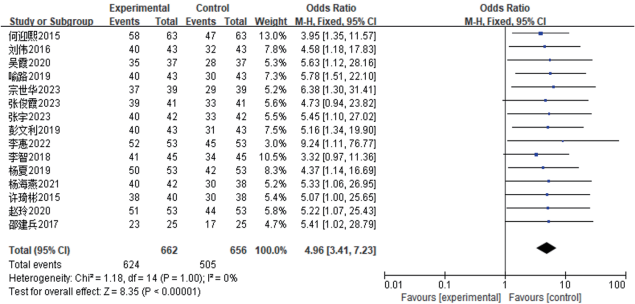 Experimental Control Odds Ratio Odds Ratio
Study or Subgroup Events Total Events Total Weight M-H, Fixed, 95% CI M-H, Fixed, 95% CI
何迎熙2015 58 63 47 63 13.0% 3.95 [1.35, 11.57]
刘伟2016 40 43 32 43 8.0% 4.58 [1.18, 17.83]
吴霞2020 35 37 28 37 5.2% 5.63 [1.12, 28.16]
喻路2019 40 43 30 43 7.4% 5.78 [1.51, 22.10]
宗世华2023 37 39 29 39 5.3% 6.38 [1.30, 31.41]
张俊霞2023 39 41 33 41 5.7% 4.73 [0.94, 23.82]
张宇2023 40 42 33 42 5.5% 5.45 [1.10, 27.02]
彭文利2019 40 43 31 43 7.7% 5.16 [1.34, 19.90]
李惠2022 52 53 45 53 2.9% 9.24 [1.11, 76.77]
李智2018 41 45 34 45 11.5% 3.32 [0.97, 11.36]
杨夏2019 50 53 42 53 9.2% 4.37 [1.14, 16.69]
杨海燕2021 40 42 30 38 5.0% 5.33 [1.06, 26.95]
许琦彬2015 38 40 30 38 5.2% 5.07 [1.00, 25.65]
赵玲2020 51 53 44 53 5.8% 5.22 [1.07, 25.43]
邵建兵2017 23 25 17 25 4.7% 5.41 [1.02, 28.79]
Total (95% CI) 662 656 100.0% 4.96 [3.41, 7.23]
Total events 624 505
Heterogeneity: Chi² = 1.18, df = 14 (P = 1.00); I² = 0%
Test for overall effect: Z = 8.35 (P < 0.00001)
0.01 0.1 1 10 100
Favours [experimental] Favours [control]